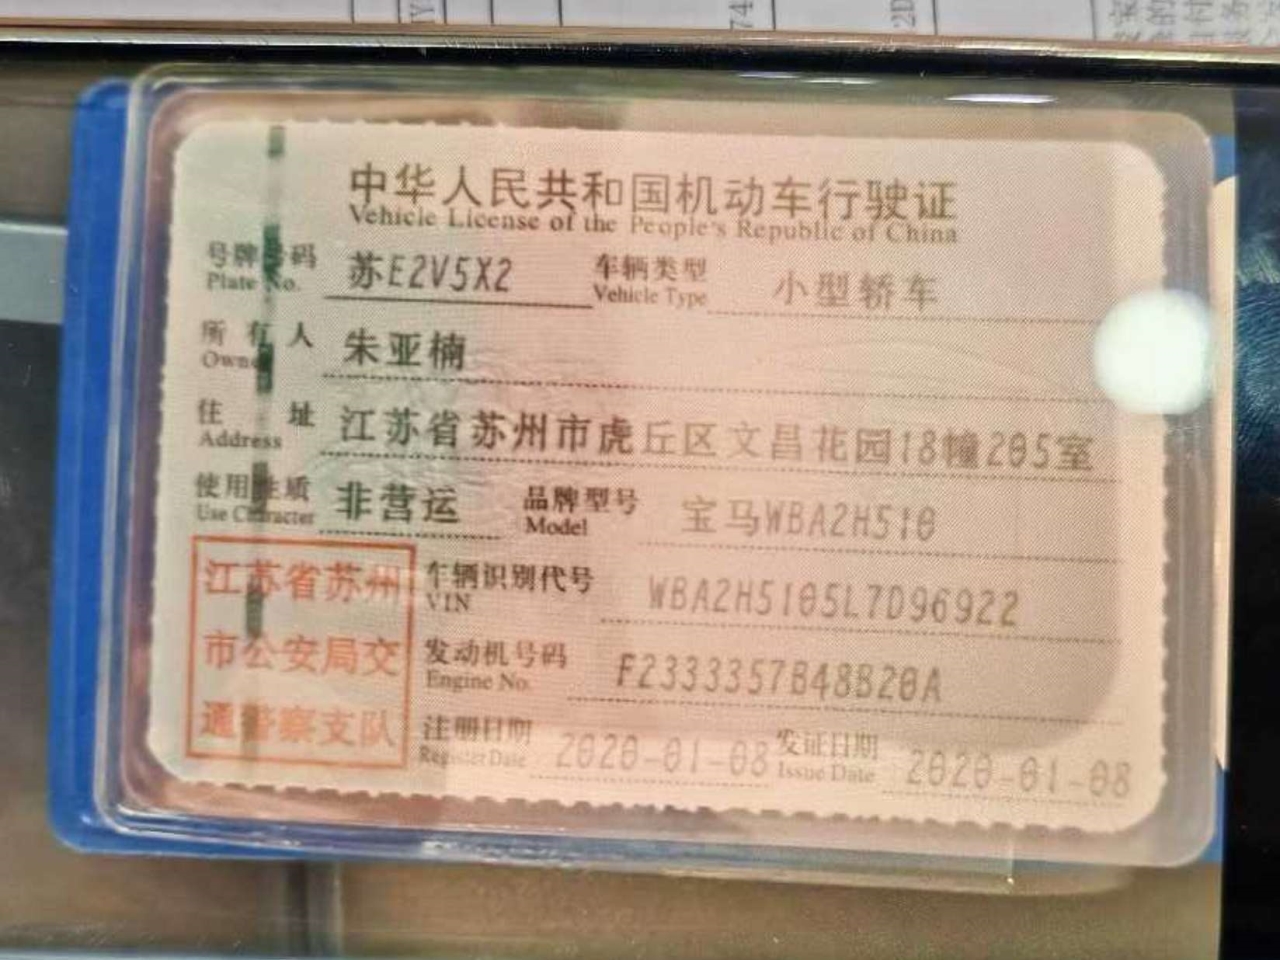 中华人民共和国机动车行驶证
Vehicle License of the People's Republic of China
号牌号码 苏E2V5X2 车辆类型 小型轿车
Plate No. Vehicle Type
所有人 朱亚楠
Owner
住址 江苏省苏州市虎丘区文昌花园18幢205室
Address
使用性质 非营运 品牌型号 宝马WBA2H510
Use Character Model
江苏省苏州
市公安局交
通警察支队
车辆识别代号 WBA2H5105L7D96922
VIN
发动机号码 F2333357B48B20A
Engine No.
注册日期 2020-01-08 发证日期 2020-01-08
Register Date Issue Date